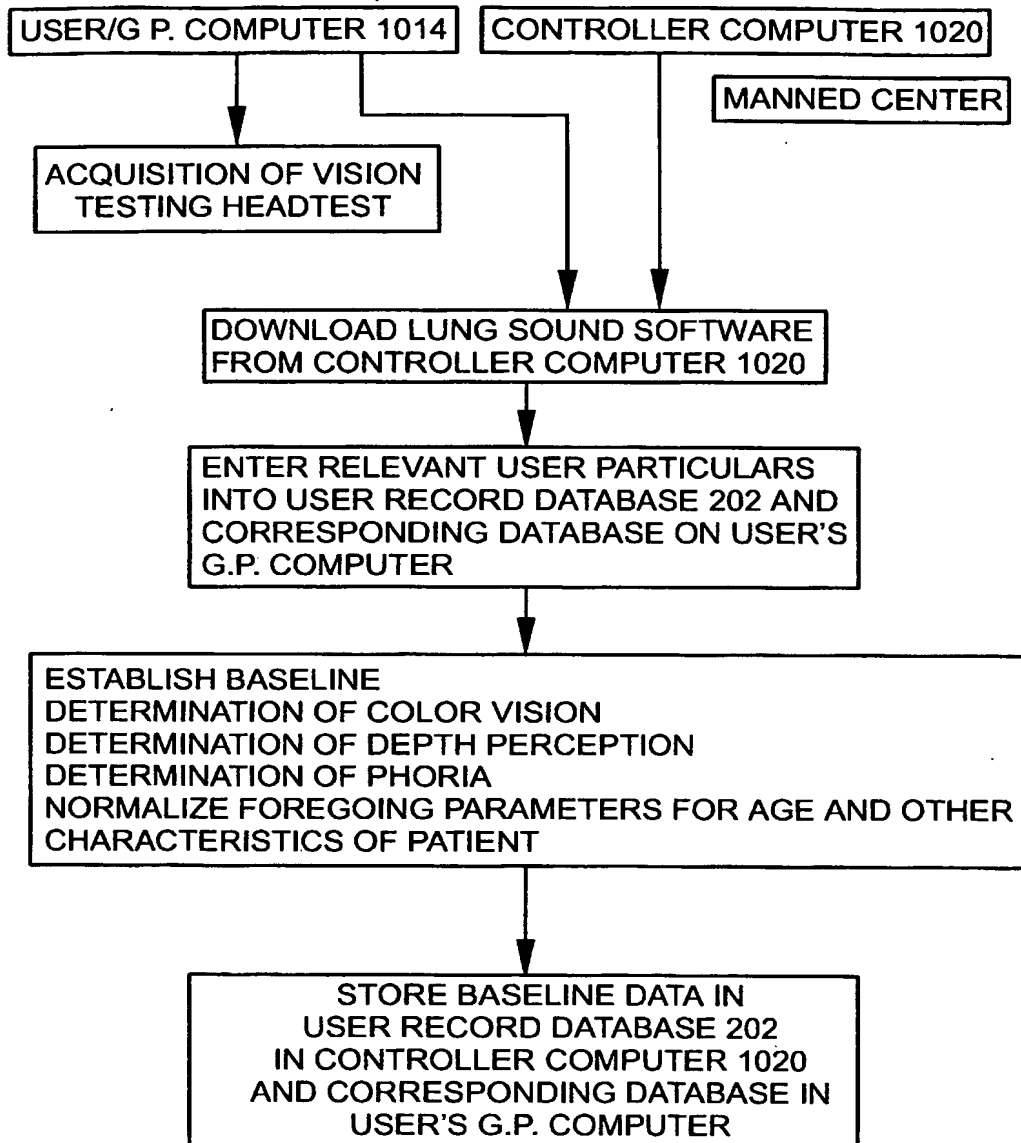 USER/G P. COMPUTER 1014
CONTROLLER COMPUTER 1020
MANNED CENTER
ACQUISITION OF VISION
TESTING HEADTEST
DOWNLOAD LUNG SOUND SOFTWARE
FROM CONTROLLER COMPUTER 1020
ENTER RELEVANT USER PARTICULARS
INTO USER RECORD DATABASE 202 AND
CORRESPONDING DATABASE ON USER'S
G.P. COMPUTER
ESTABLISH BASELINE
DETERMINATION OF COLOR VISION
DETERMINATION OF DEPTH PERCEPTION
DETERMINATION OF PHORIA
NORMALIZE FOREGOING PARAMETERS FOR AGE AND OTHER
CHARACTERISTICS OF PATIENT
STORE BASELINE DATA IN
USER RECORD DATABASE 202
IN CONTROLLER COMPUTER 1020
AND CORRESPONDING DATABASE IN
USER'S G.P. COMPUTER